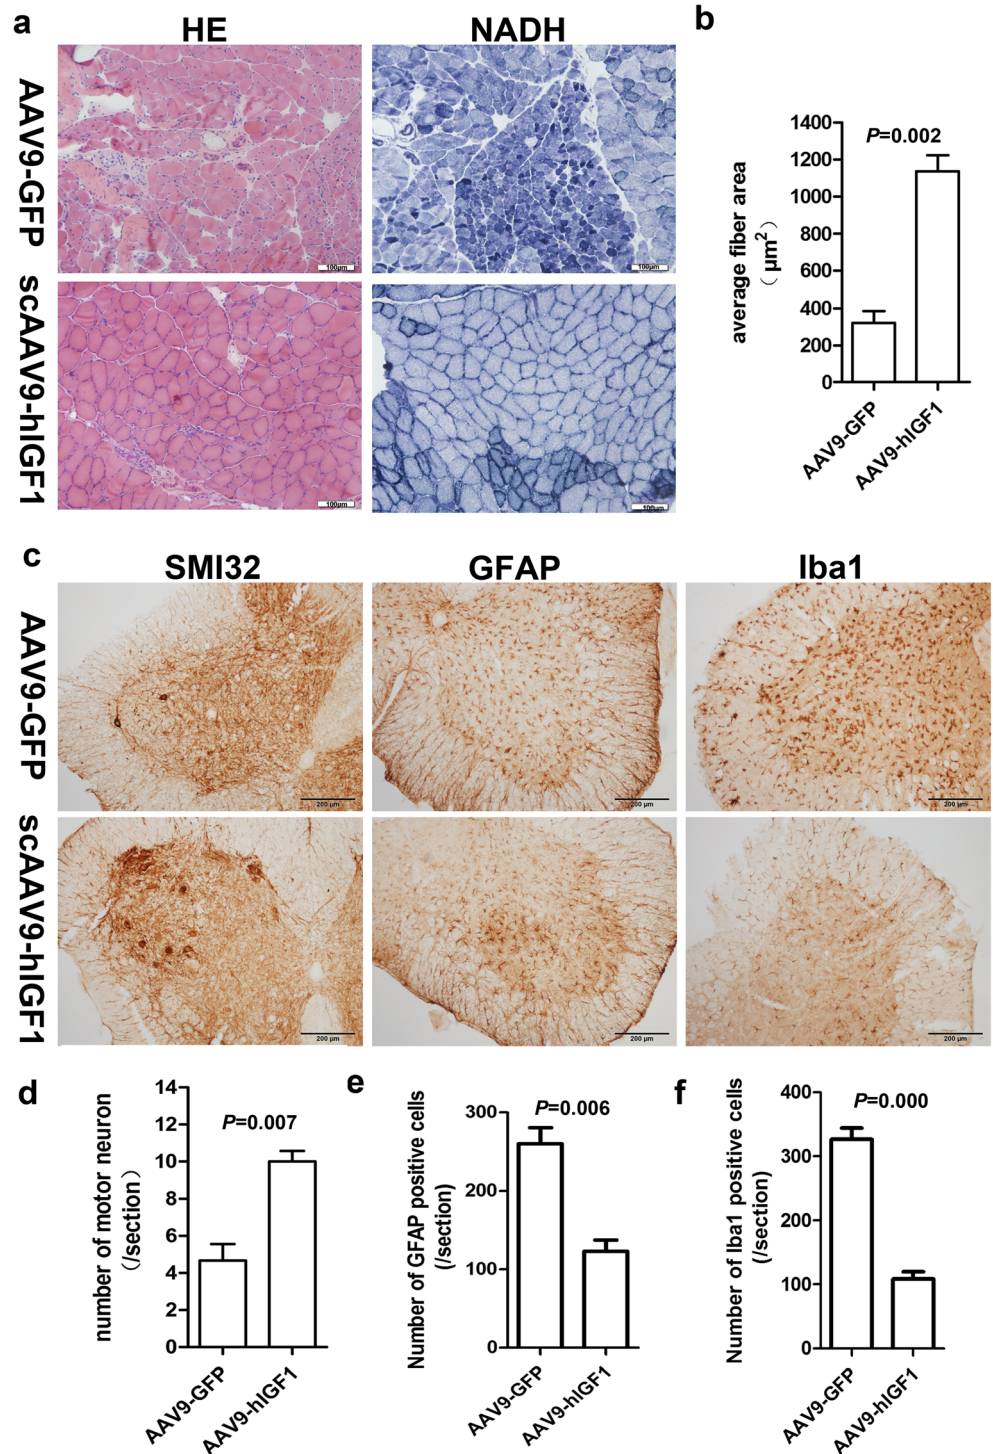 a
HE
NADH
AAV9-GFP
scAAV9-hIGF1
100µm
100µm
100µm
100µm
b
P=0.002
average fiber area
( µm2 )
1400
1200
1000
800
600
400
200
0
AAV9-GFP
AAV9-hIGF1
c
SMI32
GFAP
Iba1
AAV9-GFP
scAAV9-hIGF1
200 µm
200 µm
200 µm
200 µm
200 µm
200 µm
d
number of motor neuron
(/section)
14
12
10
8
6
4
2
0
P=0.007
AAV9-GFP
AAV9-hIGF1
e
Number of GFAP positive cells
(/section)
300
200
100
0
P=0.006
AAV9-GFP
AAV9-hIGF1
f
Number of Iba1 positive cells
(/section)
400
300
200
100
0
P=0.000
AAV9-GFP
AAV9-hIGF1